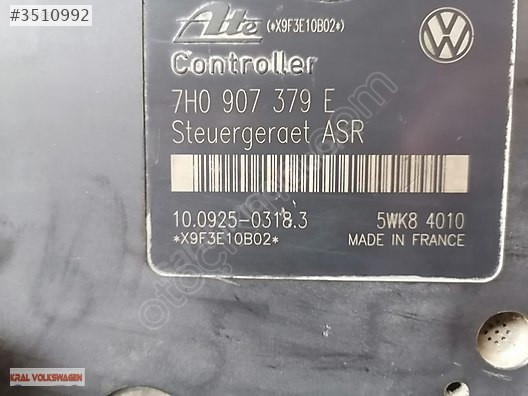 #3510992
Ate (*X9F3E10B02*)
Controller
7H0 907 379 E
Steuergeraet ASR
10.0925-0318.3 5WK8 4010
*X9F3E10B02* MADE IN FRANCE
KRAL VOLKSWAGEN